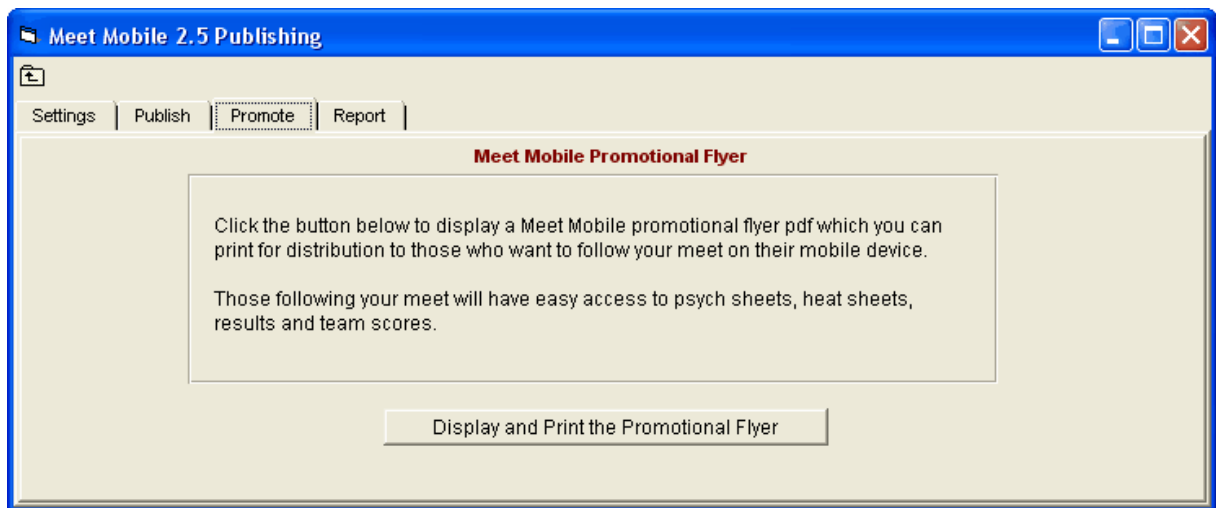 Meet Mobile 2.5 Publishing
Settings
Publish
Promote
Report
Meet Mobile Promotional Flyer
Click the button below to display a Meet Mobile promotional flyer pdf which you can
print for distribution to those who want to follow your meet on their mobile device.
Those following your meet will have easy access to psych sheets, heat sheets,
results and team scores.
Display and Print the Promotional Flyer